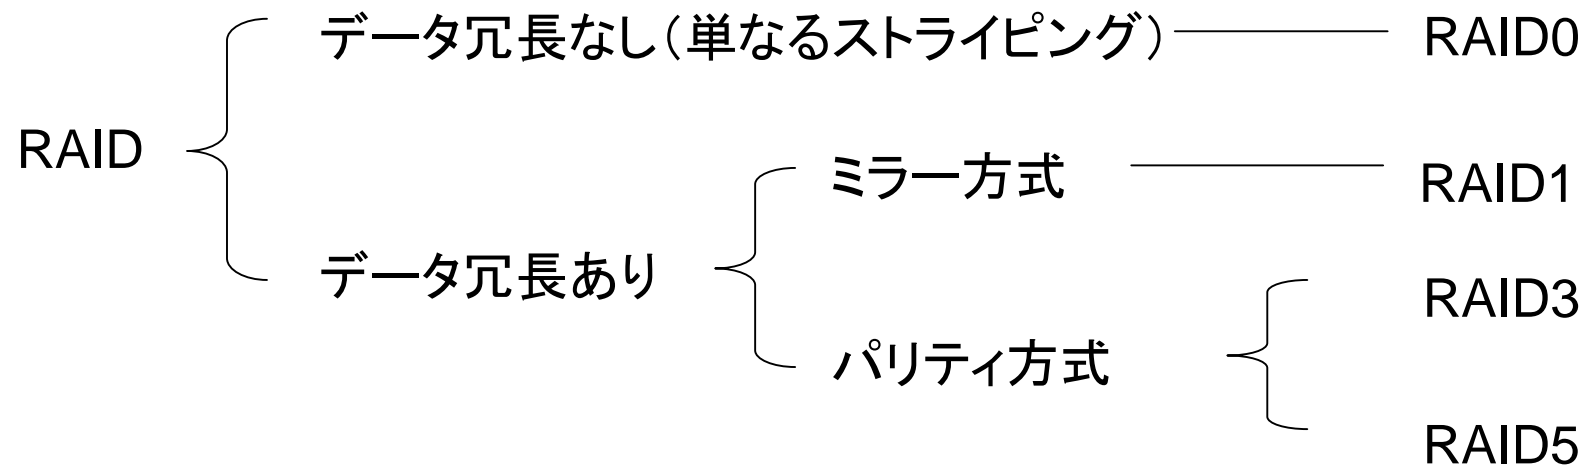 データ冗長なし（単なるストライピング） RAID0
RAID
ミラー方式 RAID1
データ冗長あり
RAID3
パリティ方式
RAID5